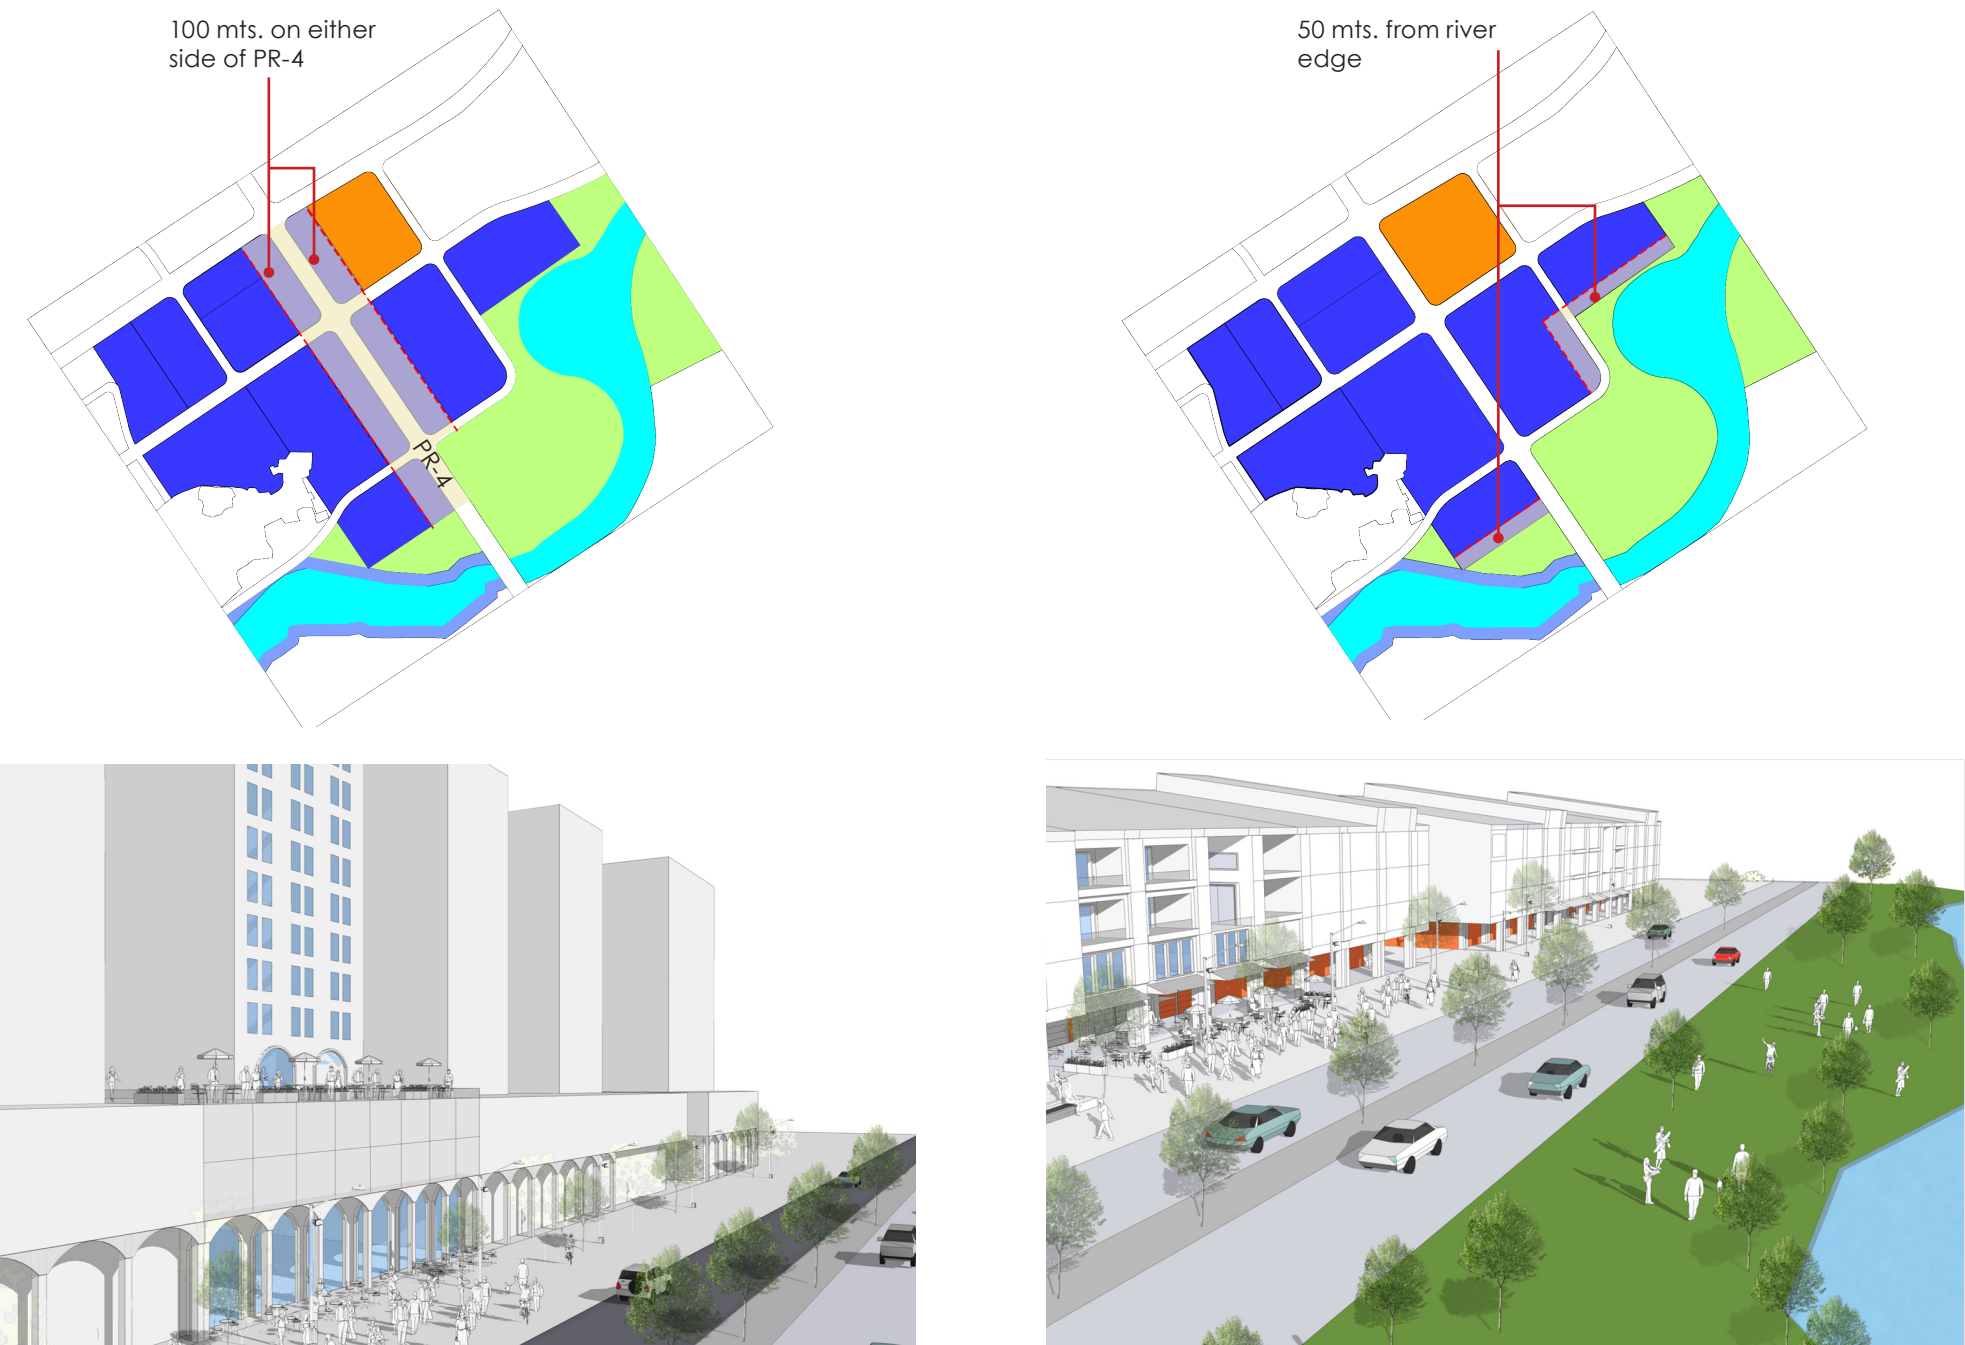 100 mts. on either
side of PR-4
50 mts. from river
edge
PR-4